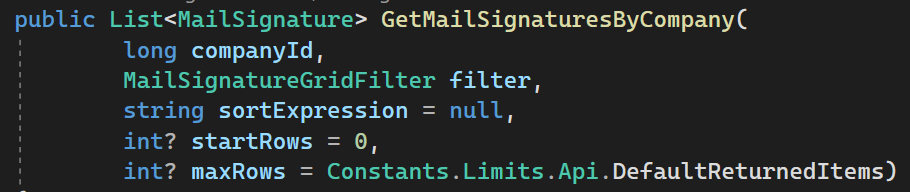 public List<MailSignature> GetMailSignaturesByCompany(
long companyId,
MailSignatureGridFilter filter,
string sortExpression = null,
int? startRows = 0,
int? maxRows = Constants.Limits.Api.DefaultReturnedItems)